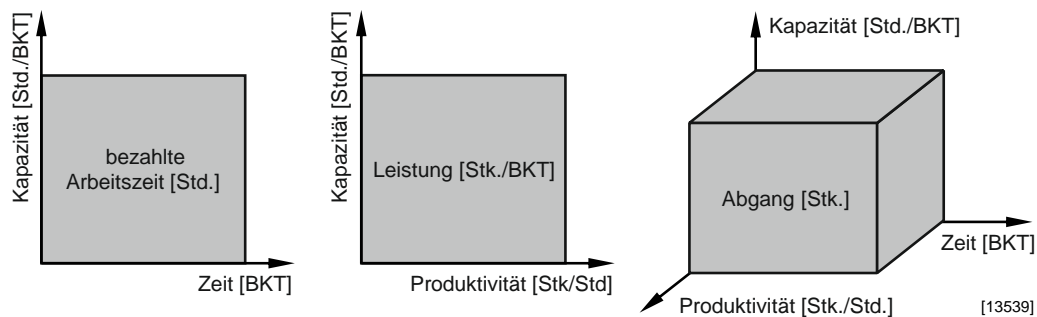 Kapazität [Std./BKT]
bezahlte
Arbeitszeit [Std.]
Zeit [BKT]
Kapazität [Std./BKT]
Leistung [Stk./BKT]
Produktivität [Stk/Std]
Kapazität [Std./BKT]
Abgang [Stk.]
Zeit [BKT]
Produktivität [Stk./Std.]
[13539]